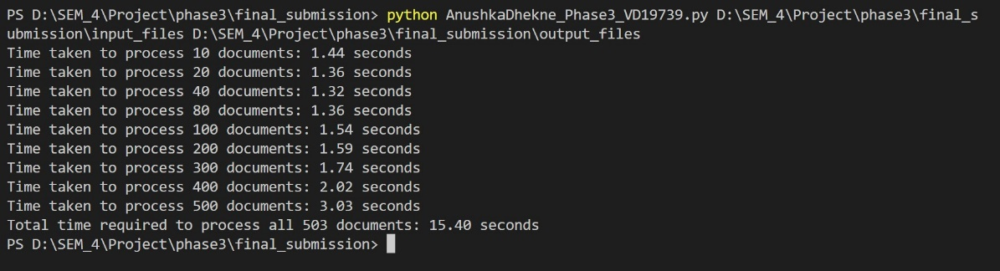 PS D:\SEM_4\Project\phase3\final_submission> python AnushkaDhekne_Phase3_VD19739.py D:\SEM_4\Project\phase3\final_s
ubmission\input_files D:\SEM_4\Project\phase3\final_submission\output_files
Time taken to process 10 documents: 1.44 seconds
Time taken to process 20 documents: 1.36 seconds
Time taken to process 40 documents: 1.32 seconds
Time taken to process 80 documents: 1.36 seconds
Time taken to process 100 documents: 1.54 seconds
Time taken to process 200 documents: 1.59 seconds
Time taken to process 300 documents: 1.74 seconds
Time taken to process 400 documents: 2.02 seconds
Time taken to process 500 documents: 3.03 seconds
Total time required to process all 503 documents: 15.40 seconds
PS D:\SEM_4\Project\phase3\final_submission>